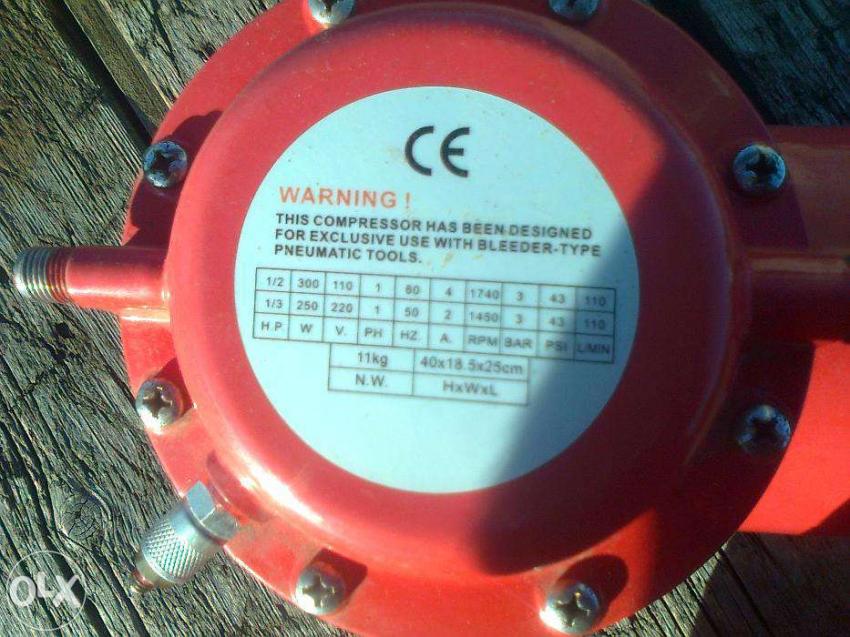 CE
WARNING !
THIS COMPRESSOR HAS BEEN DESIGNED
FOR EXCLUSIVE USE WITH BLEEDER-TYPE
PNEUMATIC TOOLS.
1/2 300 110 1 60 4 1740 3 43 110
1/3 250 220 1 50 2 1450 3 43 110
H.P W V. PH HZ. A. RPM BAR PSI L/MIN
11kg 40x18.5x25cm
N.W. HxWxL
OLX